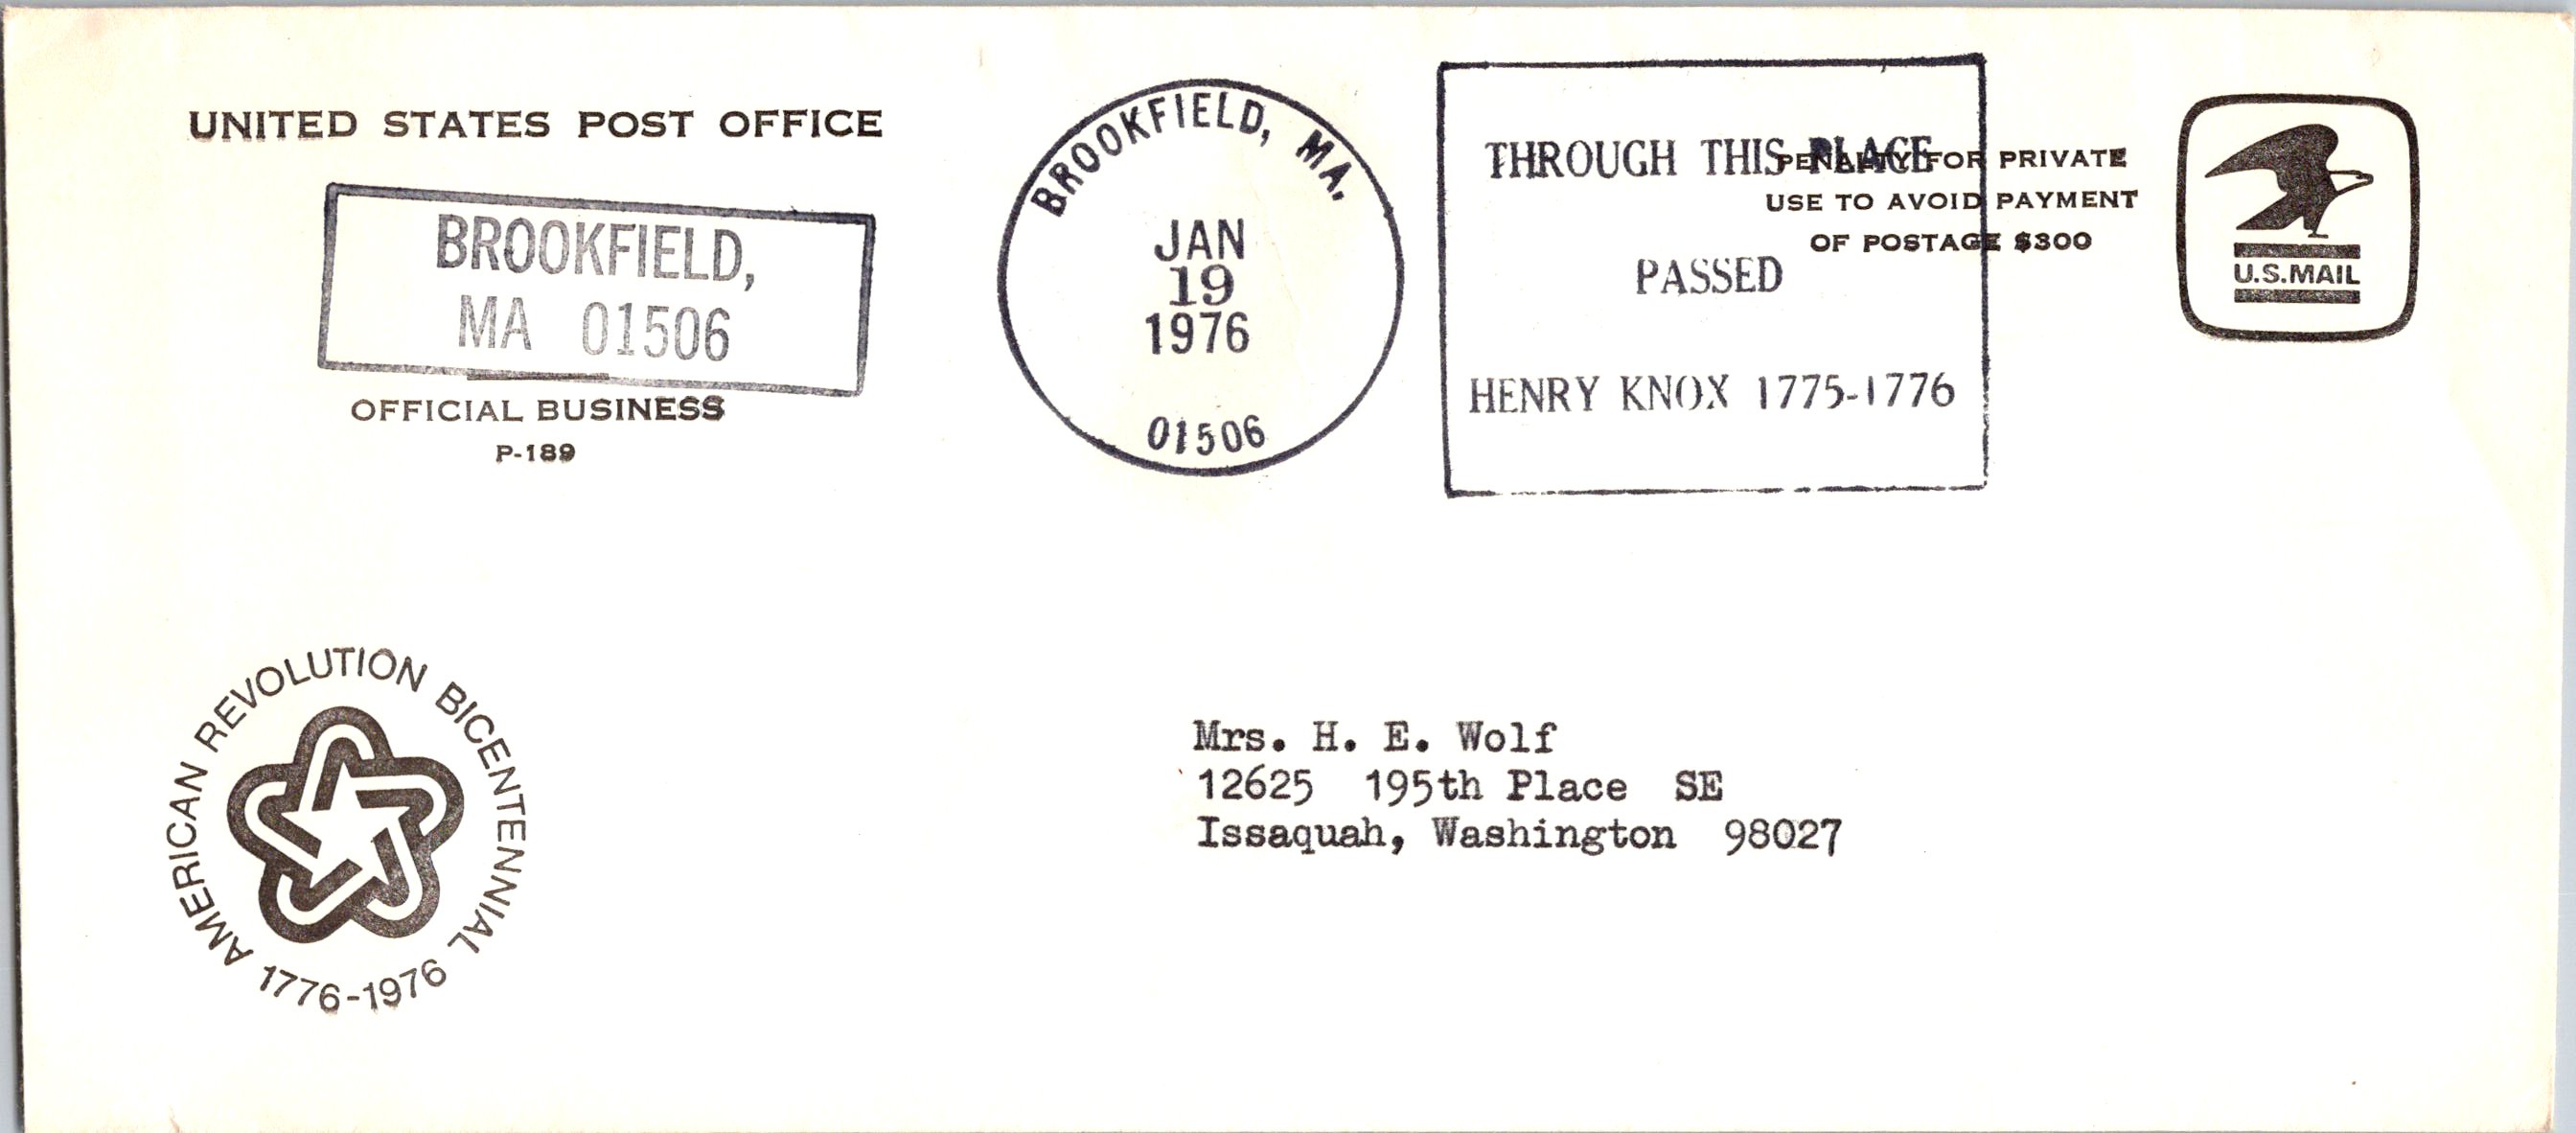 UNITED STATES POST OFFICE
BROOKFIELD,
MA 01506
OFFICIAL BUSINESS
P-189
BROOKFIELD, MA.
JAN
19
1976
01506
THROUGH THIS PLACE
PASSED
HENRY KNOX 1775-1776
PENALTY FOR PRIVATE
USE TO AVOID PAYMENT
OF POSTAGE $300
U.S.MAIL
AMERICAN REVOLUTION BICENTENNIAL
1776-1976
Mrs. H. E. Wolf
12625 195th Place SE
Issaquah, Washington 98027